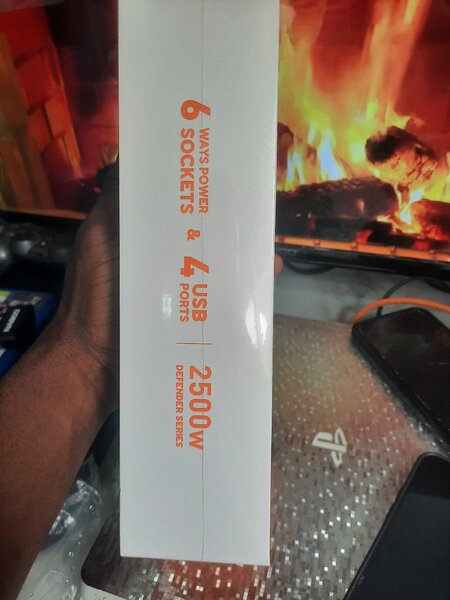 6 WAYS POWER
SOCKETS
&
4 USB
PORTS
2500W
DEFENDER SERIES